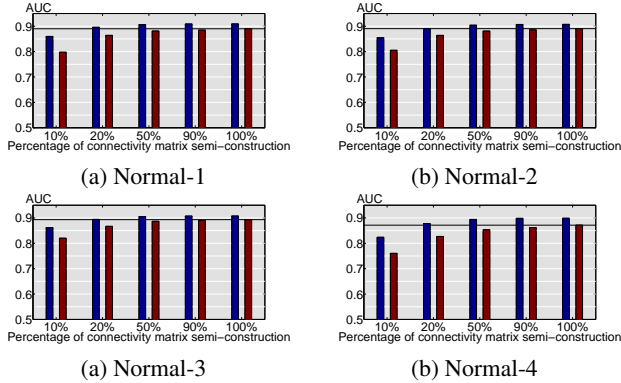 AUC
0.9
0.8
0.7
0.6
0.5
10% 20% 50% 90% 100%
Percentage of connectivity matrix semi−construction
(a) Normal-1
AUC
0.9
0.8
0.7
0.6
0.5
10% 20% 50% 90% 100%
Percentage of connectivity matrix semi−construction
(b) Normal-2
AUC
0.9
0.8
0.7
0.6
0.5
10% 20% 50% 90% 100%
Percentage of connectivity matrix semi−construction
(a) Normal-3
AUC
0.9
0.8
0.7
0.6
0.5
10% 20% 50% 90% 100%
Percentage of connectivity matrix semi−construction
(b) Normal-4